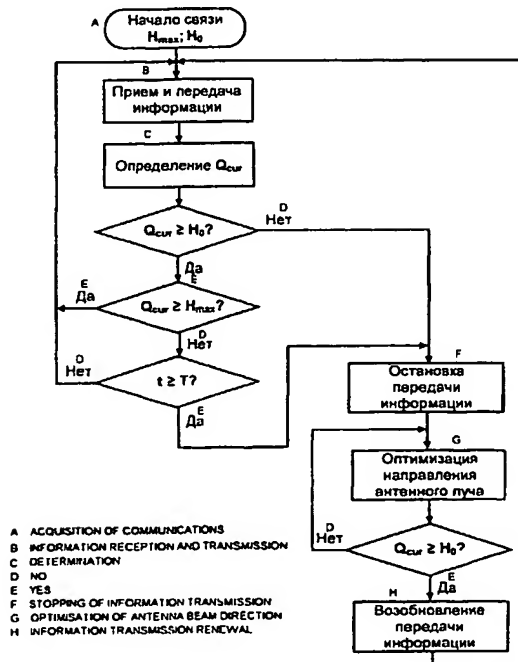 A
Начало связи
Hmax; H0
B
Прием и передача
информации
C
Определение Qcur
Qcur ≥ H0?
D
Нет
Да
E
E
Да
Qcur ≥ Hmax?
D
Нет
D
Нет
t ≥ T?
E
Да
F
Остановка
передачи
информации
G
Оптимизация
направления
антенного луча
D
Нет
Qcur ≥ H0?
E
Да
H
Возобновление
передачи
информации
A ACQUISITION OF COMMUNICATIONS
B INFORMATION RECEPTION AND TRANSMISSION
C DETERMINATION
D NO
E YES
F STOPPING OF INFORMATION TRANSMISSION
G OPTIMISATION OF ANTENNA BEAM DIRECTION
H INFORMATION TRANSMISSION RENEWAL